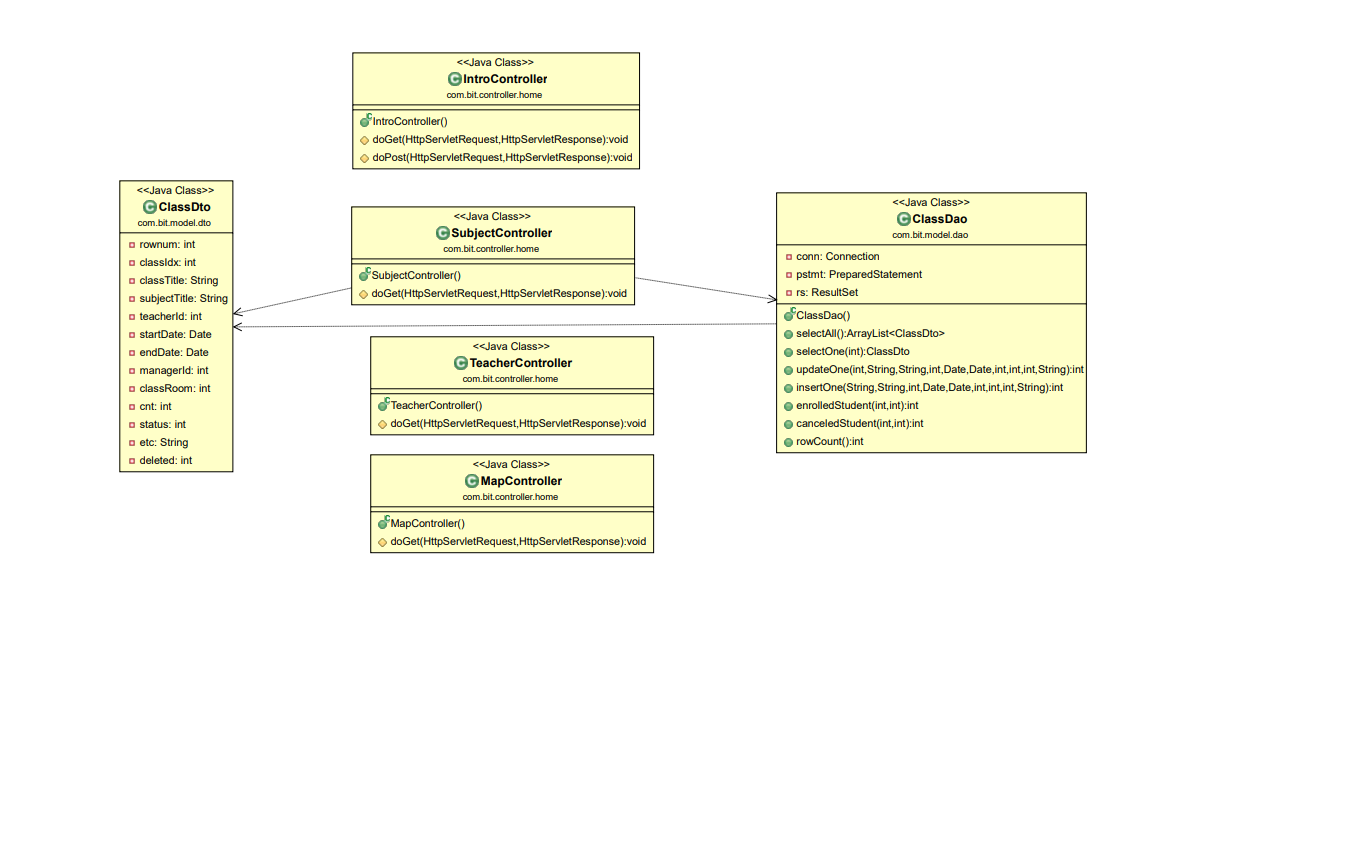 <<Java Class>>
IntroController
com.bit.controller.home
IntroController()
doGet(HttpServletRequest,HttpServletResponse):void
doPost(HttpServletRequest,HttpServletResponse):void
<<Java Class>>
ClassDto
com.bit.model.dto
rownum: int
classIdx: int
classTitle: String
subjectTitle: String
teacherId: int
startDate: Date
endDate: Date
managerId: int
classRoom: int
cnt: int
status: int
etc: String
deleted: int
<<Java Class>>
SubjectController
com.bit.controller.home
SubjectController()
doGet(HttpServletRequest,HttpServletResponse):void
<<Java Class>>
ClassDao
com.bit.model.dao
conn: Connection
pstmt: PreparedStatement
rs: ResultSet
ClassDao()
selectAll():ArrayList<ClassDto>
selectOne(int):ClassDto
updateOne(int,String,String,int,Date,Date,int,int,int,String):int
insertOne(String,String,int,Date,Date,int,int,int,String):int
enrolledStudent(int,int):int
canceledStudent(int,int):int
rowCount():int
<<Java Class>>
TeacherController
com.bit.controller.home
TeacherController()
doGet(HttpServletRequest,HttpServletResponse):void
<<Java Class>>
MapController
com.bit.controller.home
MapController()
doGet(HttpServletRequest,HttpServletResponse):void